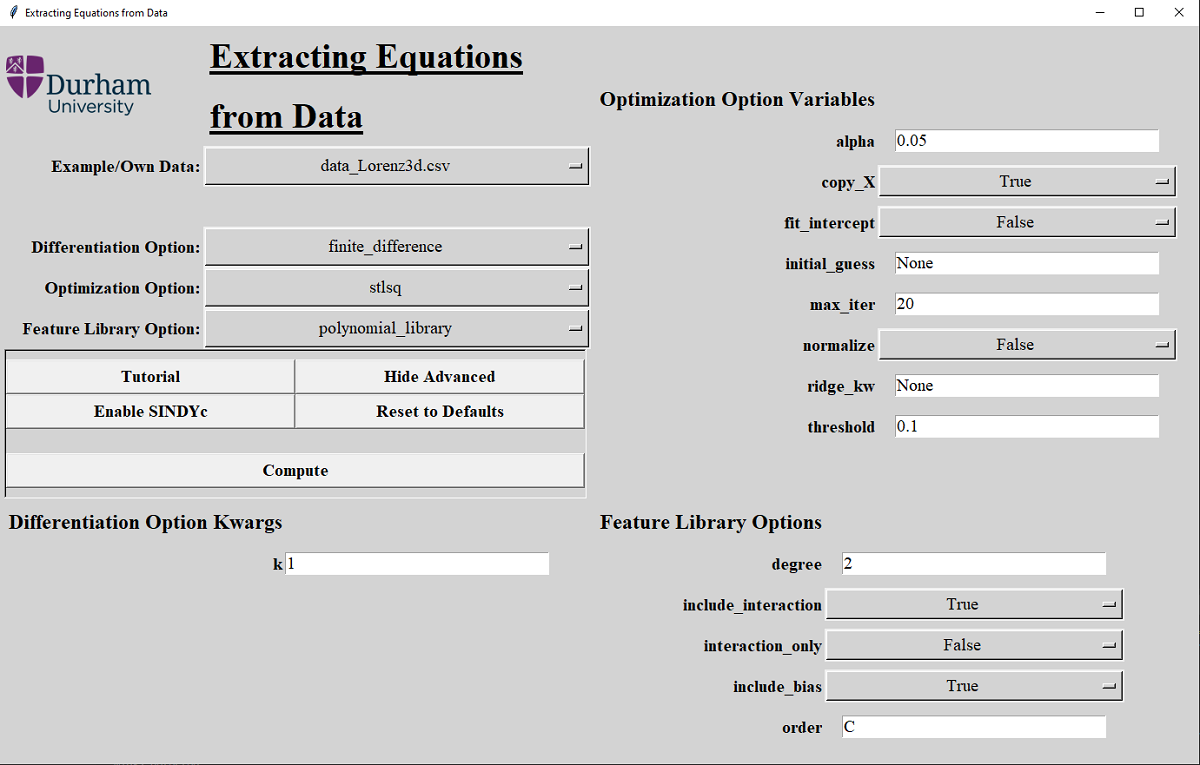 Extracting Equations from Data
Durham
University
Extracting Equations
from Data
Example/Own Data: data_Lorenz3d.csv
Differentiation Option: finite_difference
Optimization Option: stlsq
Feature Library Option: polynomial_library
Tutorial Hide Advanced
Enable SINDYc Reset to Defaults
Compute
Optimization Option Variables
alpha 0.05
copy_X True
fit_intercept False
initial_guess None
max_iter 20
normalize False
ridge_kw None
threshold 0.1
Differentiation Option Kwargs
k 1
Feature Library Options
degree 2
include_interaction True
interaction_only False
include_bias True
order C